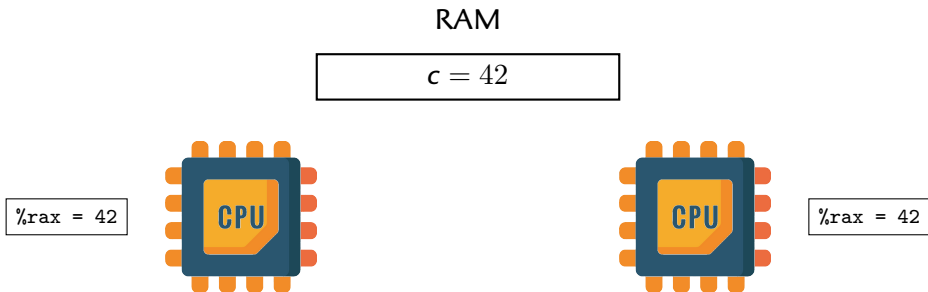 RAM
c = 42
%rax = 42
CPU
CPU
%rax = 42